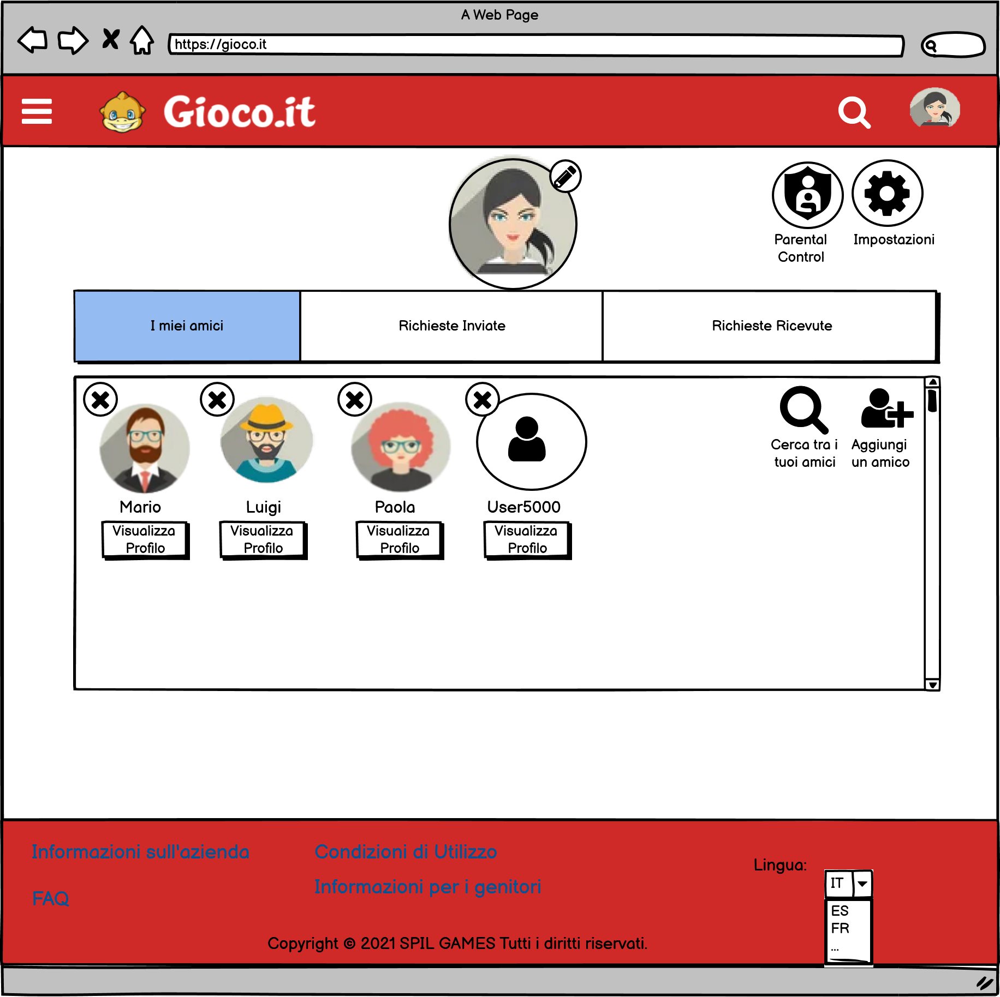 A Web Page
https://gioco.it
Gioco.it
Parental
Control
Impostazioni
I miei amici
Richieste Inviate
Richieste Ricevute
Cerca tra i
tuoi amici
Aggiungi
un amico
Mario
Luigi
Paola
User5000
Visualizza
Profilo
Visualizza
Profilo
Visualizza
Profilo
Visualizza
Profilo
Informazioni sull'azienda
Condizioni di Utilizzo
Lingua:
IT
Informazioni per i genitori
FAQ
ES
FR
...
Copyright © 2021 SPIL GAMES Tutti i diritti riservati.